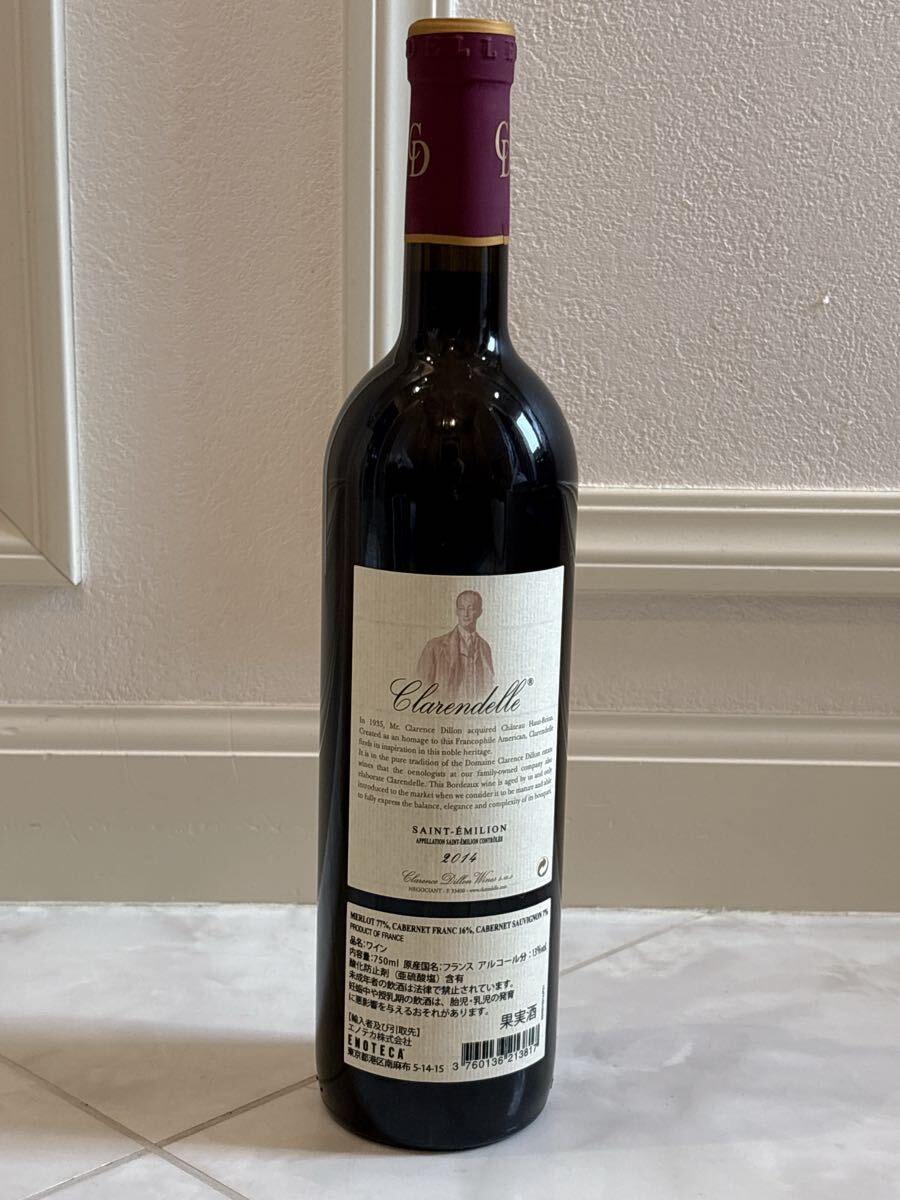 DELLE
CD
CD
Clarendelle®
In 1935, Mr. Clarence Dillon acquired Château Haut-Brion.
Created as an homage to this Francophile American, Clarendelle
finds its inspiration in this noble heritage.
It is in the pure tradition of the Domaine Clarence Dillon estate
wines that the oenologists at our family-owned company also
elaborate Clarendelle. This Bordeaux wine is aged by us and only
introduced to the market when we consider it to be mature and able
to fully express the balance, elegance and complexity of its bouquet.
SAINT-ÉMILION
APPELLATION SAINT-ÉMILION CONTRÔLÉE
2014
Clarence Dillon Wines s.a.s
NEGOCIANT - F. 33400 - www.clarendelle.com
MERLOT 77%, CABERNET FRANC 16%, CABERNET SAUVIGNON 7%
PRODUCT OF FRANCE
品名:ワイン
内容量:750ml 原産国名:フランス アルコール分:13%
酸化防止剤(亜硫酸塩)含有
未成年者の飲酒は法律で禁止されています。
妊娠中や授乳期の飲酒は、胎児・乳児の発育
に悪影響を与えるおそれがあります。
果実酒
【輸入者及び引取先】
エノテカ株式会社
ENOTECA
東京都港区南麻布 5-14-15
3 760136 213817